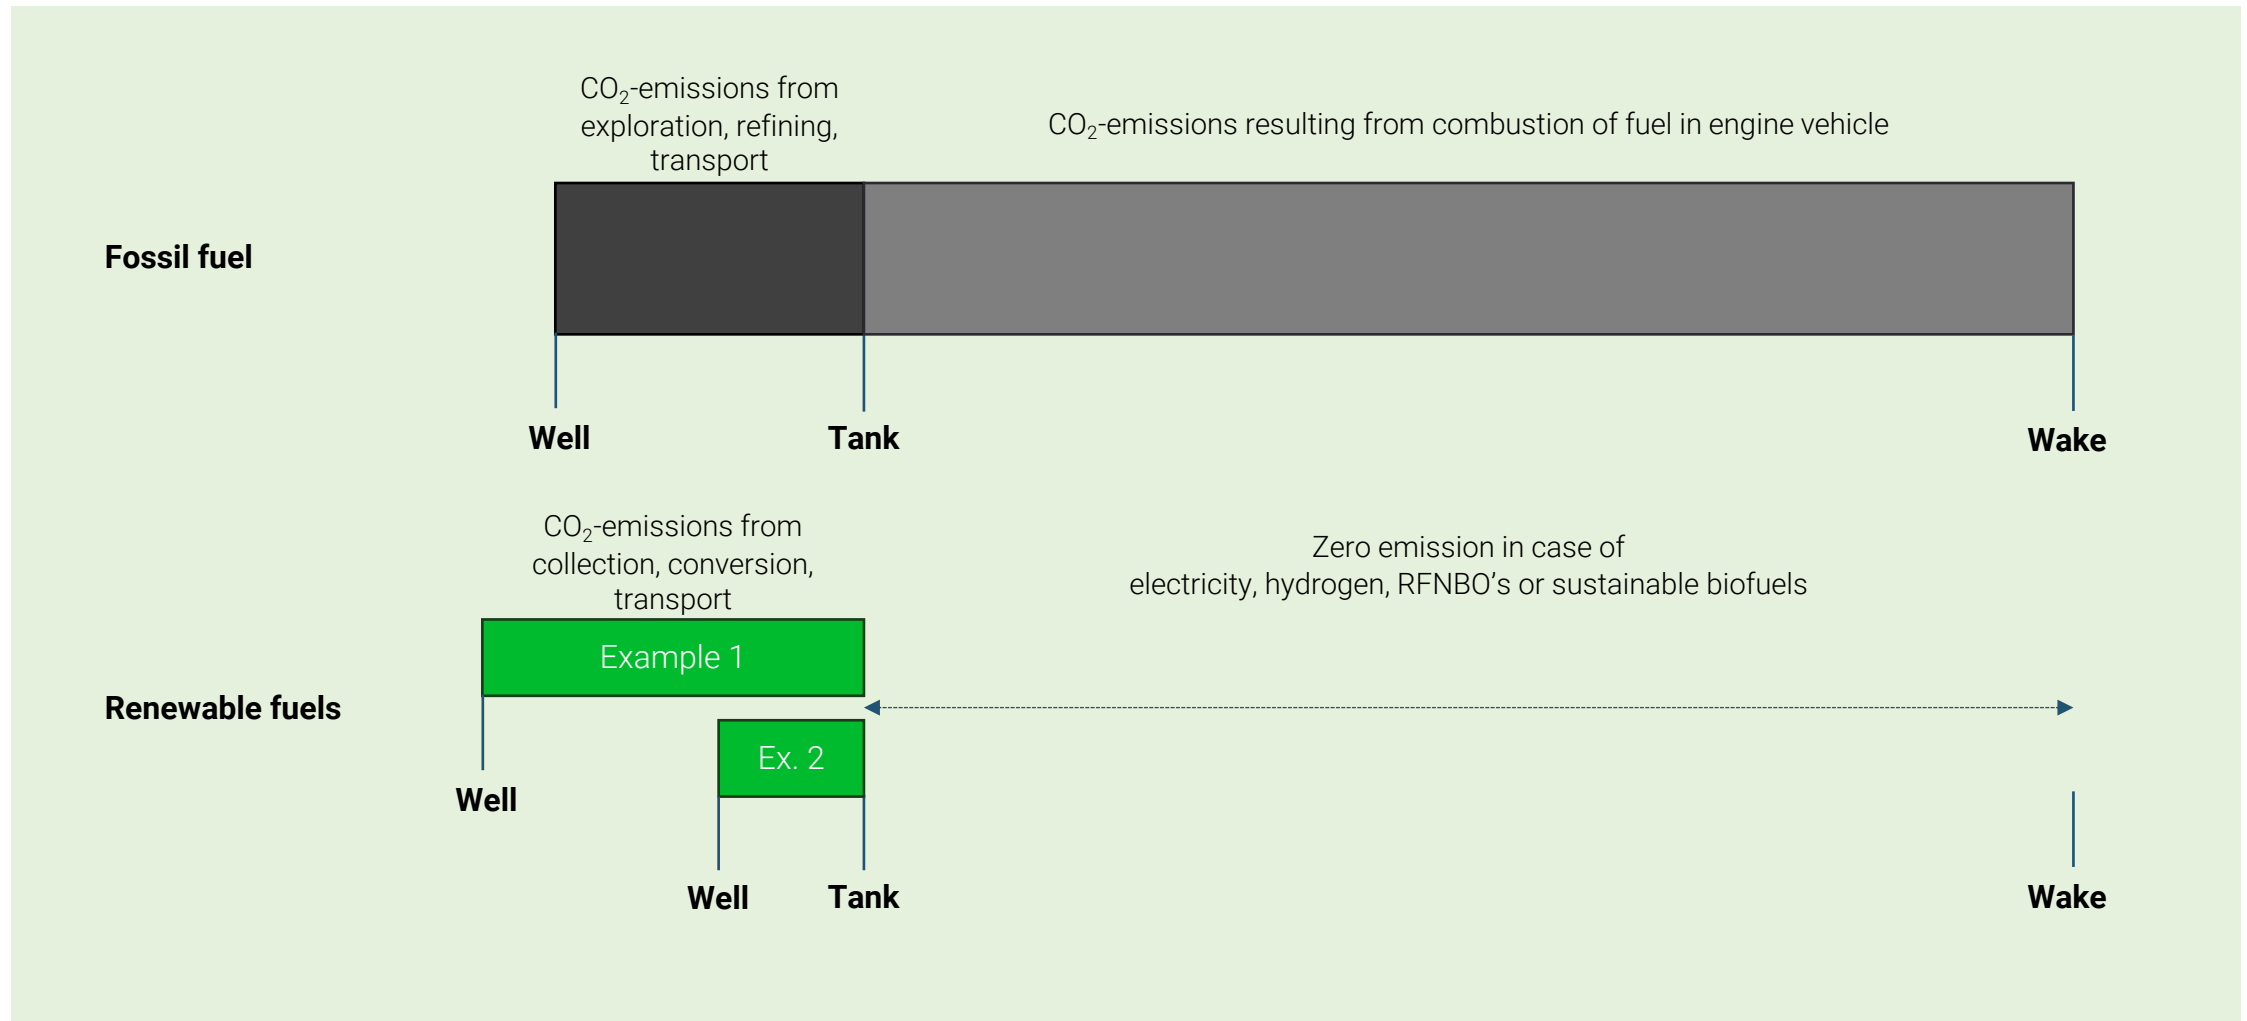 CO₂-emissions from
exploration, refining,
transport
CO₂-emissions resulting from combustion of fuel in engine vehicle
Fossil fuel
Well
Tank
Wake
CO₂-emissions from
collection, conversion,
transport
Zero emission in case of
electricity, hydrogen, RFNBO's or sustainable biofuels
Example 1
Renewable fuels
Ex. 2
Well
Well
Tank
Wake